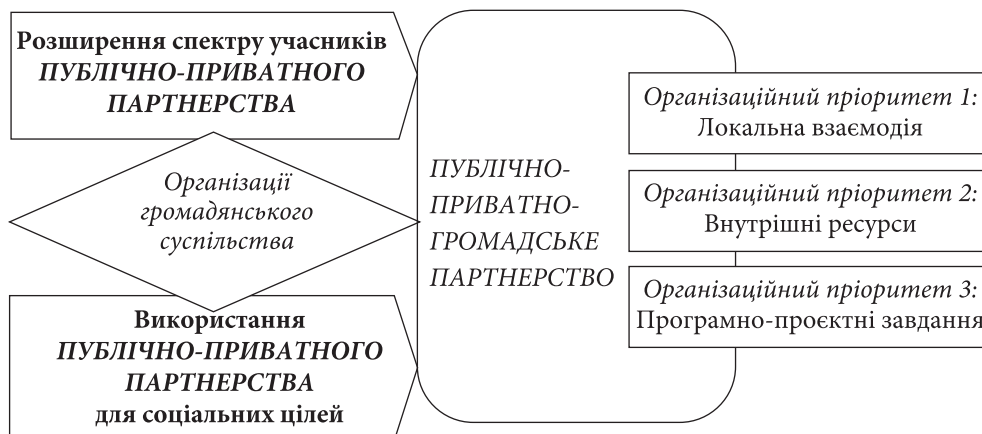 Розширення спектру учасників
ПУБЛІЧНО-ПРИВАТНОГО
ПАРТНЕРСТВА
Організації
громадянського
суспільства
Використання
ПУБЛІЧНО-ПРИВАТНОГО
ПАРТНЕРСТВА
для соціальних цілей
ПУБЛІЧНО-
ПРИВАТНО-
ГРОМАДСЬКЕ
ПАРТНЕРСТВО
Організаційний пріоритет 1:
Локальна взаємодія
Організаційний пріоритет 2:
Внутрішні ресурси
Організаційний пріоритет 3:
Програмно-проєктні завдання